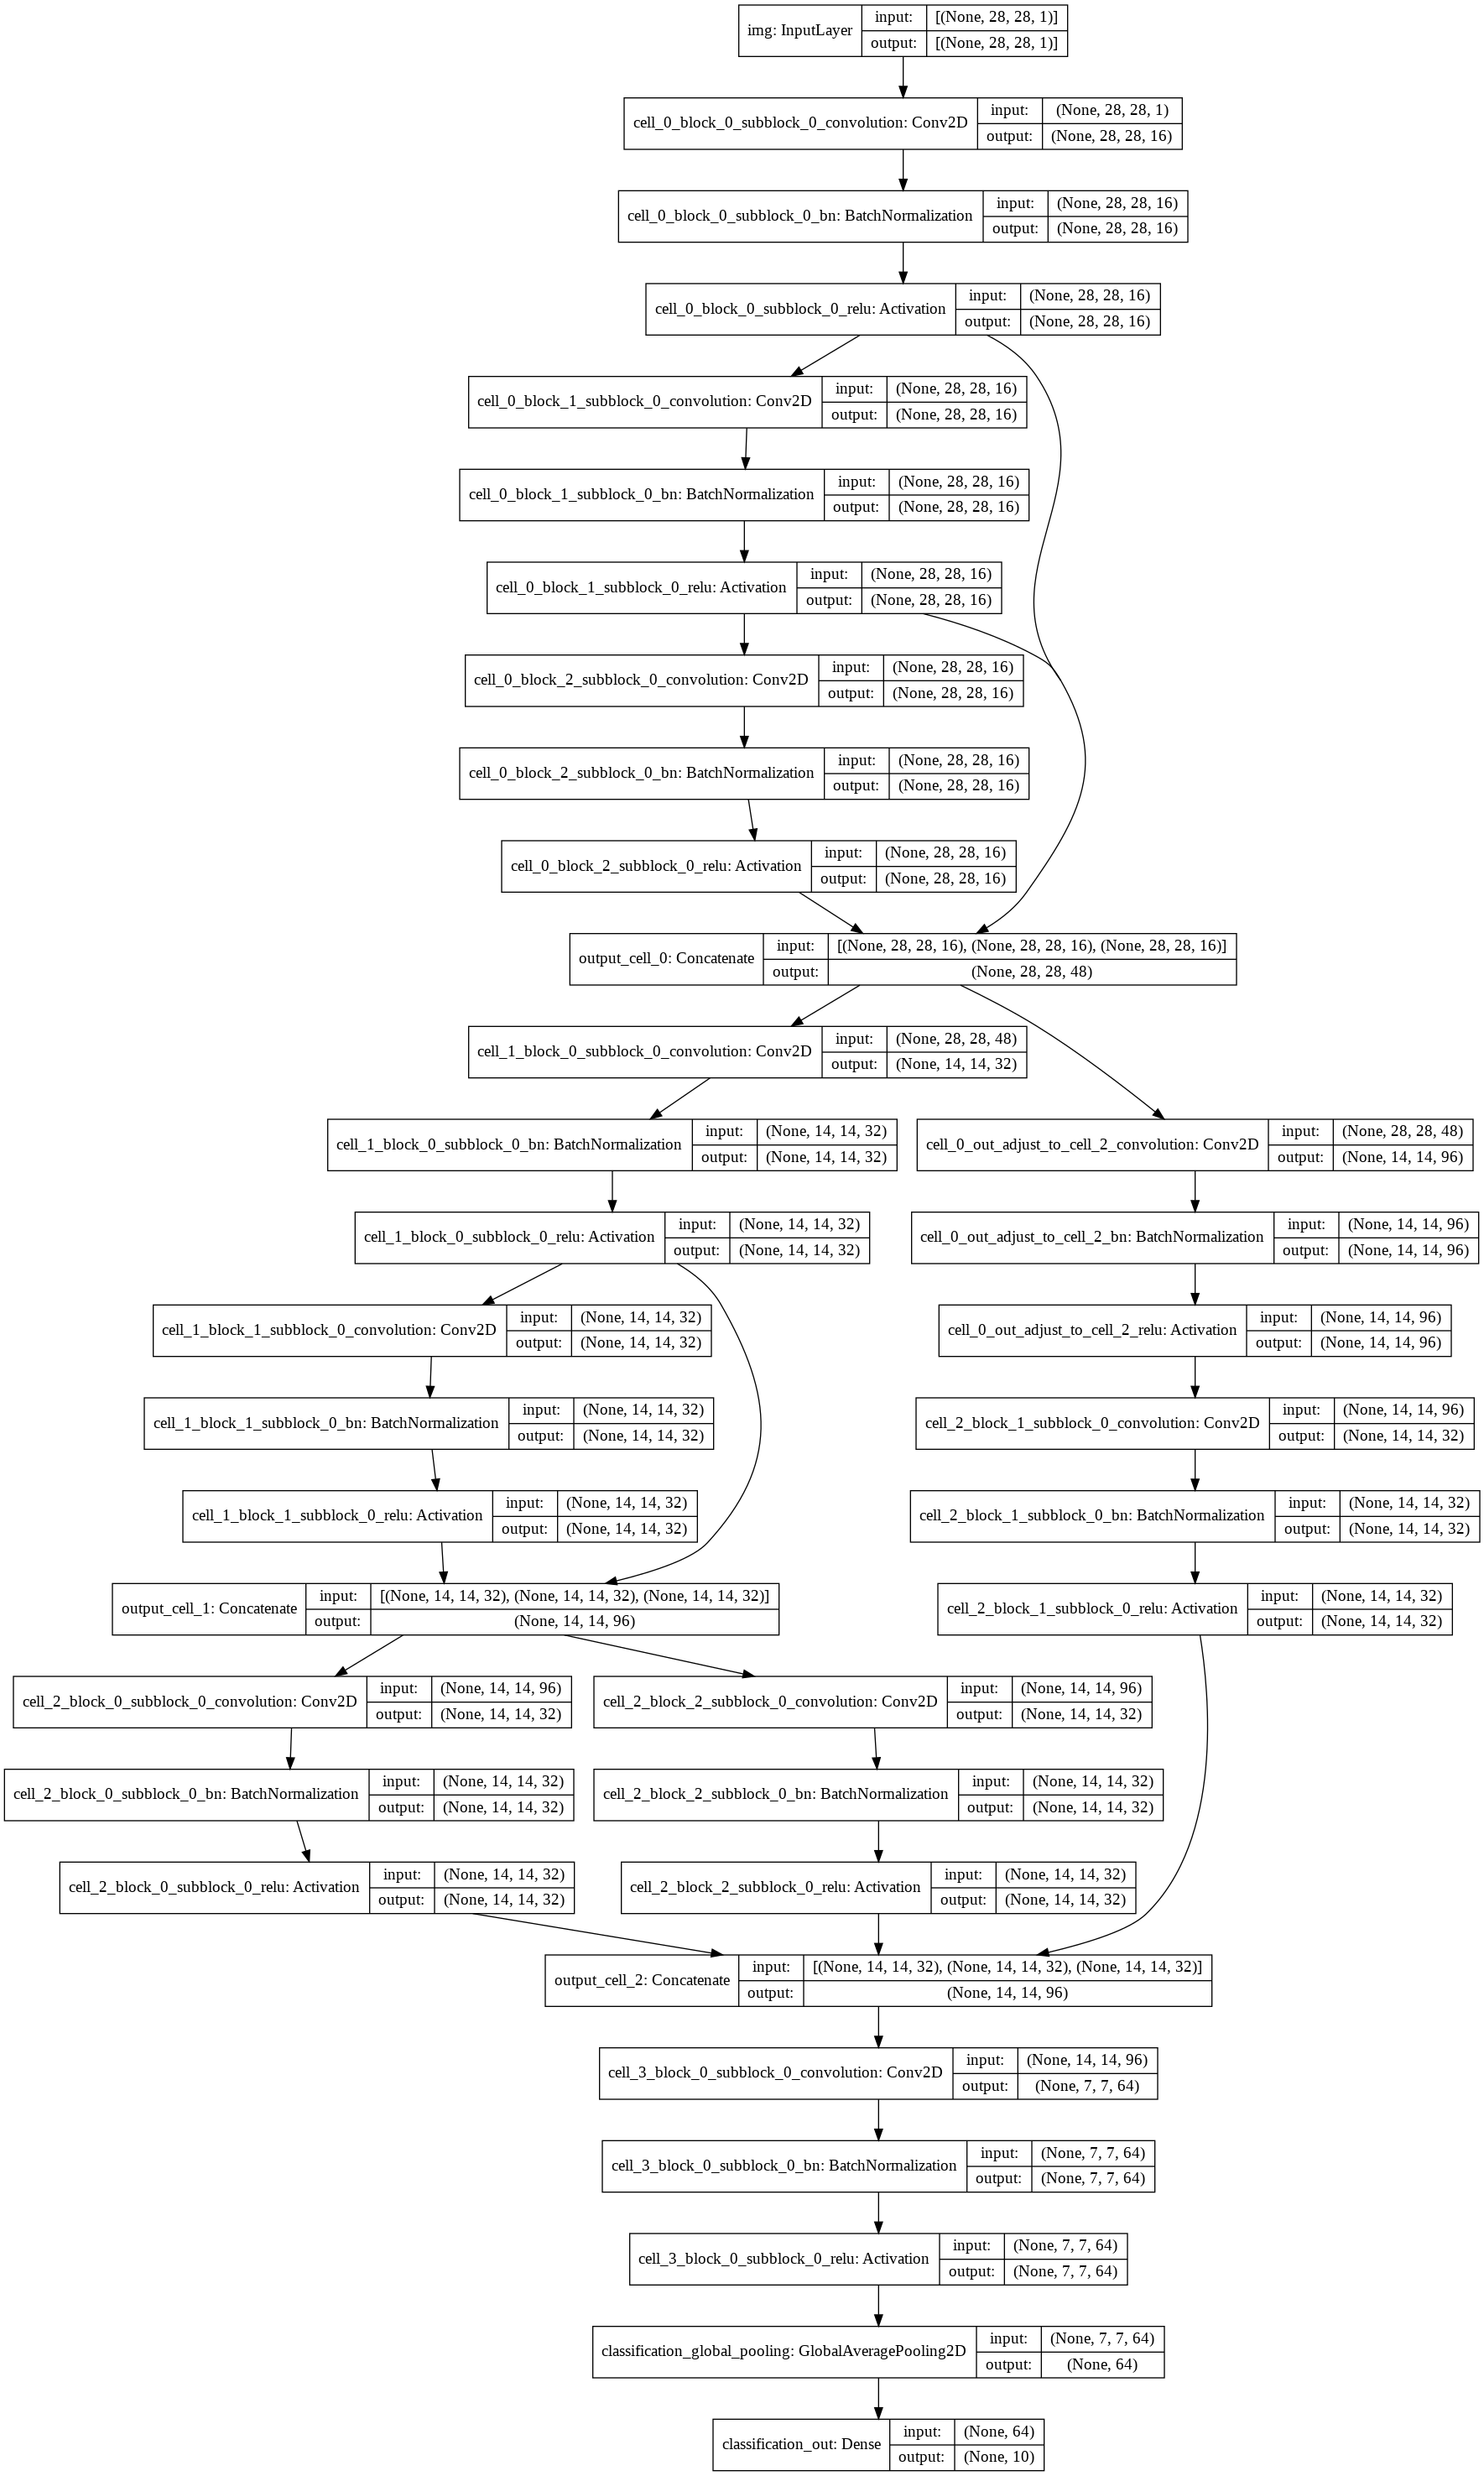 img: InputLayer
input: [(None, 28, 28, 1)]
output: [(None, 28, 28, 1)]
cell_0_block_0_subblock_0_convolution: Conv2D
input: (None, 28, 28, 1)
output: (None, 28, 28, 16)
cell_0_block_0_subblock_0_bn: BatchNormalization
input: (None, 28, 28, 16)
output: (None, 28, 28, 16)
cell_0_block_0_subblock_0_relu: Activation
input: (None, 28, 28, 16)
output: (None, 28, 28, 16)
cell_0_block_1_subblock_0_convolution: Conv2D
input: (None, 28, 28, 16)
output: (None, 28, 28, 16)
cell_0_block_1_subblock_0_bn: BatchNormalization
input: (None, 28, 28, 16)
output: (None, 28, 28, 16)
cell_0_block_1_subblock_0_relu: Activation
input: (None, 28, 28, 16)
output: (None, 28, 28, 16)
cell_0_block_2_subblock_0_convolution: Conv2D
input: (None, 28, 28, 16)
output: (None, 28, 28, 16)
cell_0_block_2_subblock_0_bn: BatchNormalization
input: (None, 28, 28, 16)
output: (None, 28, 28, 16)
cell_0_block_2_subblock_0_relu: Activation
input: (None, 28, 28, 16)
output: (None, 28, 28, 16)
output_cell_0: Concatenate
input: [(None, 28, 28, 16), (None, 28, 28, 16), (None, 28, 28, 16)]
output: (None, 28, 28, 48)
cell_1_block_0_subblock_0_convolution: Conv2D
input: (None, 28, 28, 48)
output: (None, 14, 14, 32)
cell_1_block_0_subblock_0_bn: BatchNormalization
input: (None, 14, 14, 32)
output: (None, 14, 14, 32)
cell_0_out_adjust_to_cell_2_convolution: Conv2D
input: (None, 28, 28, 48)
output: (None, 14, 14, 96)
cell_1_block_0_subblock_0_relu: Activation
input: (None, 14, 14, 32)
output: (None, 14, 14, 32)
cell_0_out_adjust_to_cell_2_bn: BatchNormalization
input: (None, 14, 14, 96)
output: (None, 14, 14, 96)
cell_1_block_1_subblock_0_convolution: Conv2D
input: (None, 14, 14, 32)
output: (None, 14, 14, 32)
cell_0_out_adjust_to_cell_2_relu: Activation
input: (None, 14, 14, 96)
output: (None, 14, 14, 96)
cell_1_block_1_subblock_0_bn: BatchNormalization
input: (None, 14, 14, 32)
output: (None, 14, 14, 32)
cell_2_block_1_subblock_0_convolution: Conv2D
input: (None, 14, 14, 96)
output: (None, 14, 14, 32)
cell_1_block_1_subblock_0_relu: Activation
input: (None, 14, 14, 32)
output: (None, 14, 14, 32)
cell_2_block_1_subblock_0_bn: BatchNormalization
input: (None, 14, 14, 32)
output: (None, 14, 14, 32)
output_cell_1: Concatenate
input: [(None, 14, 14, 32), (None, 14, 14, 32), (None, 14, 14, 32)]
output: (None, 14, 14, 96)
cell_2_block_1_subblock_0_relu: Activation
input: (None, 14, 14, 32)
output: (None, 14, 14, 32)
cell_2_block_0_subblock_0_convolution: Conv2D
input: (None, 14, 14, 96)
output: (None, 14, 14, 32)
cell_2_block_2_subblock_0_convolution: Conv2D
input: (None, 14, 14, 96)
output: (None, 14, 14, 32)
cell_2_block_0_subblock_0_bn: BatchNormalization
input: (None, 14, 14, 32)
output: (None, 14, 14, 32)
cell_2_block_2_subblock_0_bn: BatchNormalization
input: (None, 14, 14, 32)
output: (None, 14, 14, 32)
cell_2_block_0_subblock_0_relu: Activation
input: (None, 14, 14, 32)
output: (None, 14, 14, 32)
cell_2_block_2_subblock_0_relu: Activation
input: (None, 14, 14, 32)
output: (None, 14, 14, 32)
output_cell_2: Concatenate
input: [(None, 14, 14, 32), (None, 14, 14, 32), (None, 14, 14, 32)]
output: (None, 14, 14, 96)
cell_3_block_0_subblock_0_convolution: Conv2D
input: (None, 14, 14, 96)
output: (None, 7, 7, 64)
cell_3_block_0_subblock_0_bn: BatchNormalization
input: (None, 7, 7, 64)
output: (None, 7, 7, 64)
cell_3_block_0_subblock_0_relu: Activation
input: (None, 7, 7, 64)
output: (None, 7, 7, 64)
classification_global_pooling: GlobalAveragePooling2D
input: (None, 7, 7, 64)
output: (None, 64)
classification_out: Dense
input: (None, 64)
output: (None, 10)